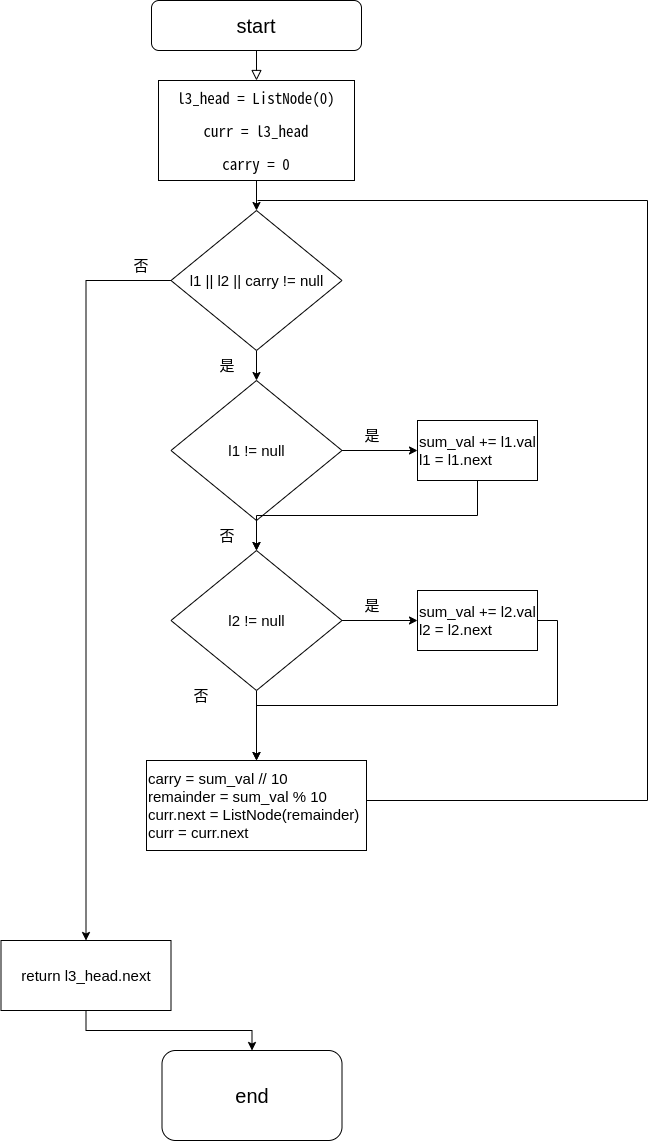 start
l3_head = ListNode(0)
curr = l3_head
carry = 0
否
l1 || l2 || carry != null
是
l1 != null
是
sum_val += l1.val
l1 = l1.next
否
l2 != null
是
sum_val += l2.val
l2 = l2.next
否
carry = sum_val // 10
remainder = sum_val % 10
curr.next = ListNode(remainder)
curr = curr.next
return l3_head.next
end